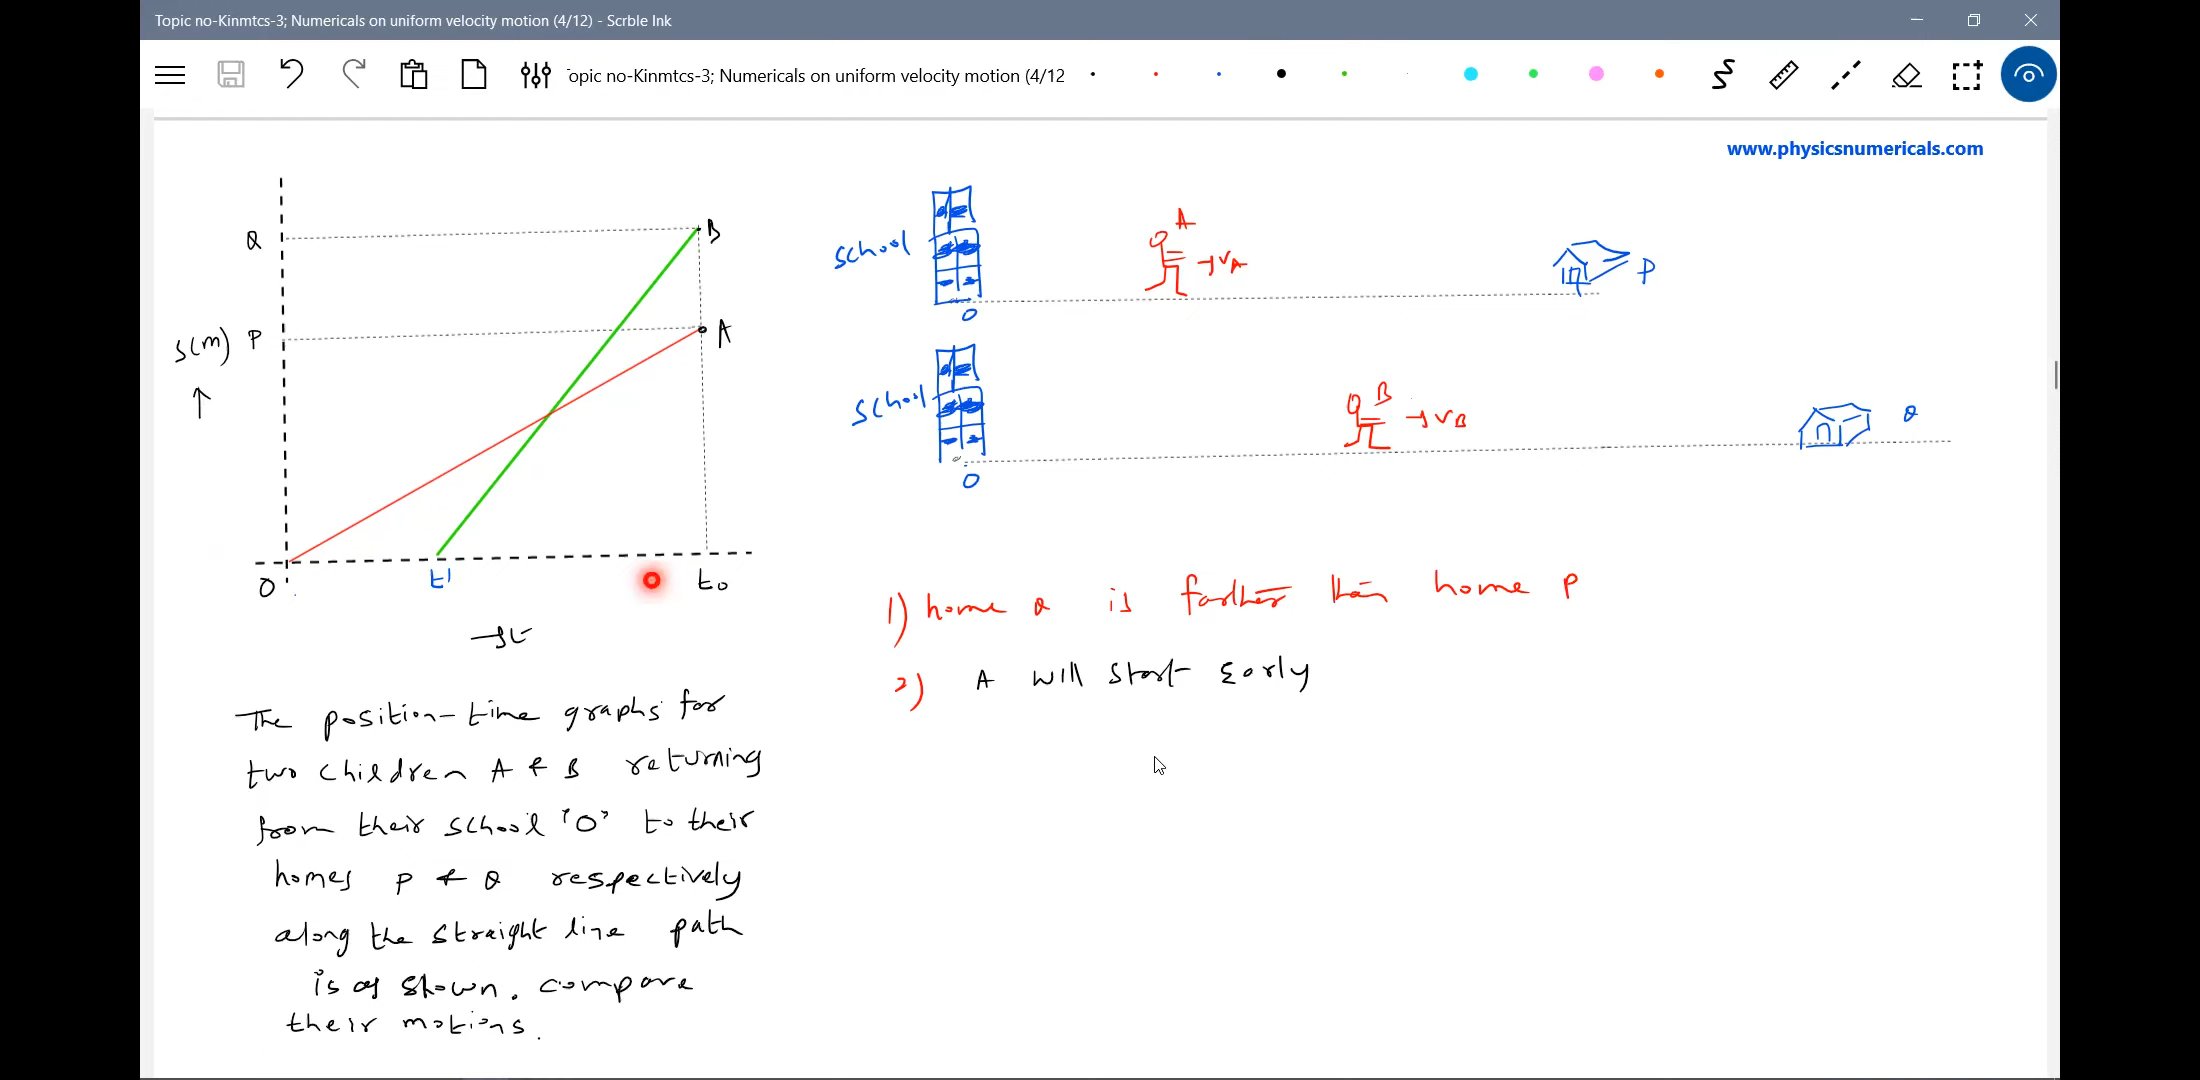 Topic no-Kinmtcs-3; Numericals on uniform velocity motion (4/12) - Scrble Ink
opic no-Kinmtcs-3; Numericals on uniform velocity motion (4/12
www.physicsnumericals.com
Q
B
S(m) P
A
O
t'
t₀
→t
school
A
→VA
P
O
school
B
→VB
Q
O
1) home Q is farther than home P
2) A will start Early
The position-time graphs for
two children A & B returning
from their school 'O' to their
homes P & Q respectively
along the straight line path
is as shown. compare
their motions.